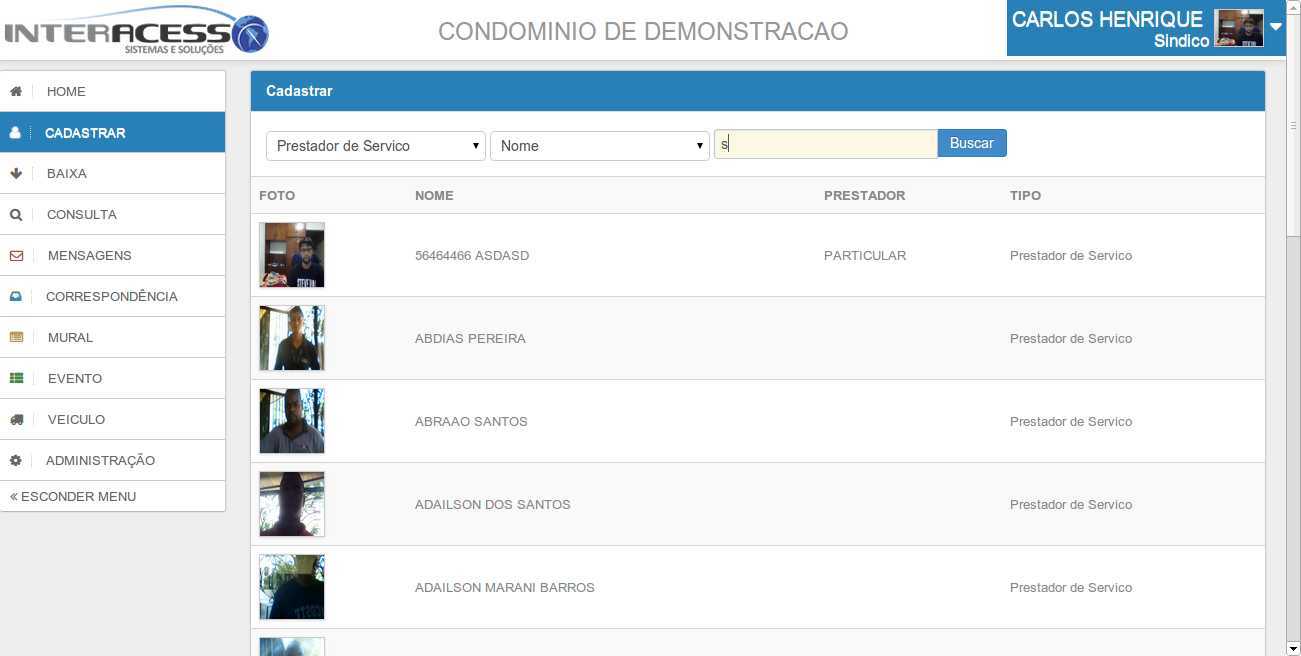 INTERACESSO
SISTEMAS E SOLUÇÕES
CONDOMINIO DE DEMONSTRACAO
CARLOS HENRIQUE
Sindico
HOME
CADASTRAR
BAIXA
CONSULTA
MENSAGENS
CORRESPONDÊNCIA
MURAL
EVENTO
VEICULO
ADMINISTRAÇÃO
« ESCONDER MENU
Cadastrar
Prestador de Servico Nome s Buscar
FOTO NOME PRESTADOR TIPO
56464466 ASDASD PARTICULAR Prestador de Servico
ABDIAS PEREIRA Prestador de Servico
ABRAAO SANTOS Prestador de Servico
ADAILSON DOS SANTOS Prestador de Servico
ADAILSON MARANI BARROS Prestador de Servico